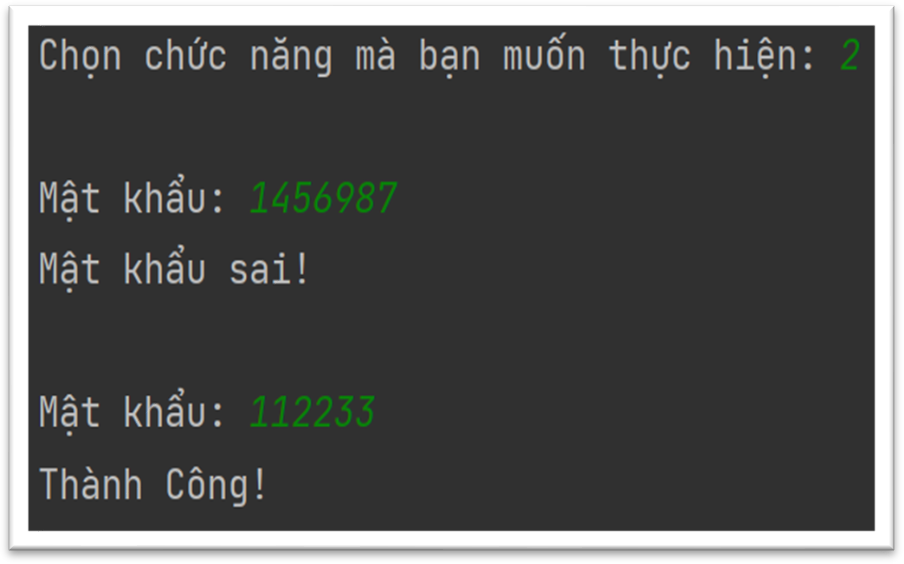 Chọn chức năng mà bạn muốn thực hiện: 2
Mật khẩu: 1456987
Mật khẩu sai!
Mật khẩu: 112233
Thành Công!